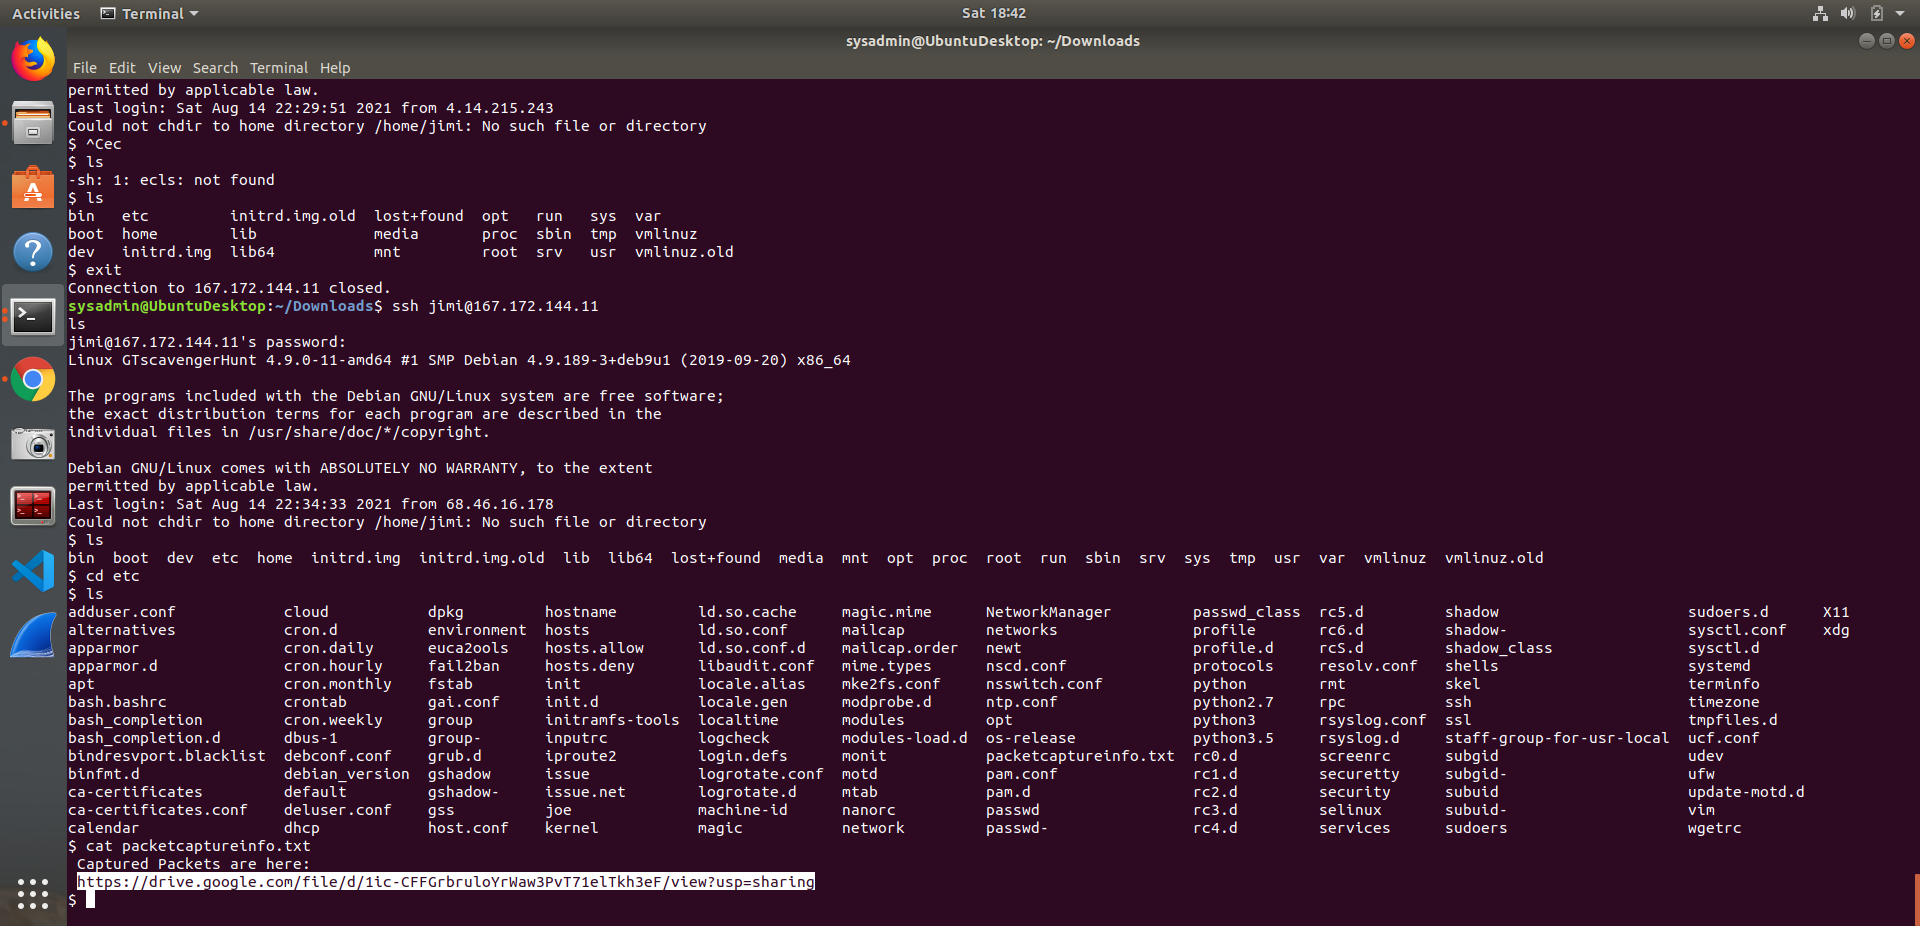 Activities Terminal Sat 18:42
sysadmin@UbuntuDesktop: ~/Downloads
File Edit View Search Terminal Help
permitted by applicable law.
Last login: Sat Aug 14 22:29:51 2021 from 4.14.215.243
Could not chdir to home directory /home/jimi: No such file or directory
$ ^Cec
$ ls
-sh: 1: ecls: not found
$ ls
bin etc initrd.img.old lost+found opt run sys var
boot home lib media proc sbin tmp vmlinuz
dev initrd.img lib64 mnt root srv usr vmlinuz.old
$ exit
Connection to 167.172.144.11 closed.
sysadmin@UbuntuDesktop:~/Downloads$ ssh jimi@167.172.144.11
ls
jimi@167.172.144.11's password:
Linux GTscavengerHunt 4.9.0-11-amd64 #1 SMP Debian 4.9.189-3+deb9u1 (2019-09-20) x86_64
The programs included with the Debian GNU/Linux system are free software;
the exact distribution terms for each program are described in the
individual files in /usr/share/doc/*/copyright.
Debian GNU/Linux comes with ABSOLUTELY NO WARRANTY, to the extent
permitted by applicable law.
Last login: Sat Aug 14 22:34:33 2021 from 68.46.16.178
Could not chdir to home directory /home/jimi: No such file or directory
$ ls
bin boot dev etc home initrd.img initrd.img.old lib lib64 lost+found media mnt opt proc root run sbin srv sys tmp usr var vmlinuz vmlinuz.old
$ cd etc
$ ls
adduser.conf cloud dpkg hostname ld.so.cache magic.mime NetworkManager passwd_class rc5.d shadow sudoers.d X11
alternatives cron.d environment hosts ld.so.conf mailcap networks profile rc6.d shadow- sysctl.conf xdg
apparmor cron.daily euca2ools hosts.allow ld.so.conf.d mailcap.order newt profile.d rcS.d shadow_class sysctl.d
apparmor.d cron.hourly fail2ban hosts.deny libaudit.conf mime.types nscd.conf protocols resolv.conf shells systemd
apt cron.monthly fstab init locale.alias mke2fs.conf nsswitch.conf python rmt skel terminfo
bash.bashrc crontab gai.conf init.d locale.gen modprobe.d ntp.conf python2.7 rpc ssh timezone
bash_completion cron.weekly group initramfs-tools localtime modules opt python3 rsyslog.conf ssl tmpfiles.d
bash_completion.d dbus-1 group- inputrc logcheck modules-load.d os-release python3.5 rsyslog.d staff-group-for-usr-local ucf.conf
bindresvport.blacklist debconf.conf grub.d iproute2 login.defs monit packetcaptureinfo.txt rc0.d screenrc subgid udev
binfmt.d debian_version gshadow issue logrotate.conf motd pam.conf rc1.d securetty subgid- ufw
ca-certificates default gshadow- issue.net logrotate.d mtab pam.d rc2.d security subuid update-motd.d
ca-certificates.conf deluser.conf gss joe machine-id nanorc passwd rc3.d selinux subuid- vim
calendar dhcp host.conf kernel magic network passwd- rc4.d services sudoers wgetrc
$ cat packetcaptureinfo.txt
Captured Packets are here:
https://drive.google.com/file/d/1ic-CFFGrbruloYrWaw3PvT71elTkh3eF/view?usp=sharing
$